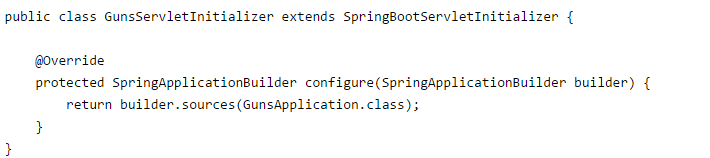 public class GunsServletInitializer extends SpringBootServletInitializer {
@Override
protected SpringApplicationBuilder configure(SpringApplicationBuilder builder) {
return builder.sources(GunsApplication.class);
}
}